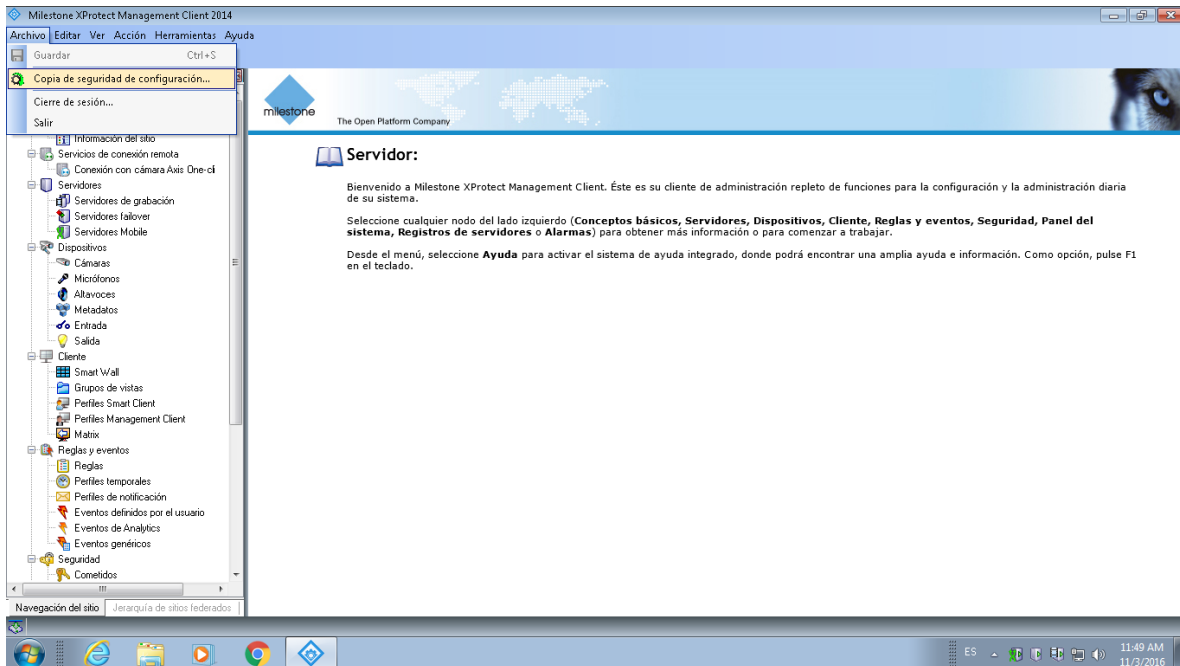 Milestone XProtect Management Client 2014
Archivo Editar Ver Acción Herramientas Ayuda
Guardar Ctrl+S
Copia de seguridad de configuración...
Cierre de sesión...
Salir
Información del sitio
Servicios de conexión remota
Conexión con cámara Axis One-cli
Servidores
Servidores de grabación
Servidores failover
Servidores Mobile
Dispositivos
Cámaras
Micrófonos
Altavoces
Metadatos
Entrada
Salida
Cliente
Smart Wall
Grupos de vistas
Perfiles Smart Client
Perfiles Management Client
Matrix
Reglas y eventos
Reglas
Perfiles temporales
Perfiles de notificación
Eventos definidos por el usuario
Eventos de Analytics
Eventos genéricos
Seguridad
Cometidos
Navegación del sitio Jerarquía de sitios federados
milestone
The Open Platform Company
Servidor:
Bienvenido a Milestone XProtect Management Client. Éste es su cliente de administración repleto de funciones para la configuración y la administración diaria
de su sistema.
Seleccione cualquier nodo del lado izquierdo (Conceptos básicos, Servidores, Dispositivos, Cliente, Reglas y eventos, Seguridad, Panel del
sistema, Registros de servidores o Alarmas) para obtener más información o para comenzar a trabajar.
Desde el menú, seleccione Ayuda para activar el sistema de ayuda integrado, donde podrá encontrar una amplia ayuda e información. Como opción, pulse F1
en el teclado.
ES
11:49 AM
11/3/2016